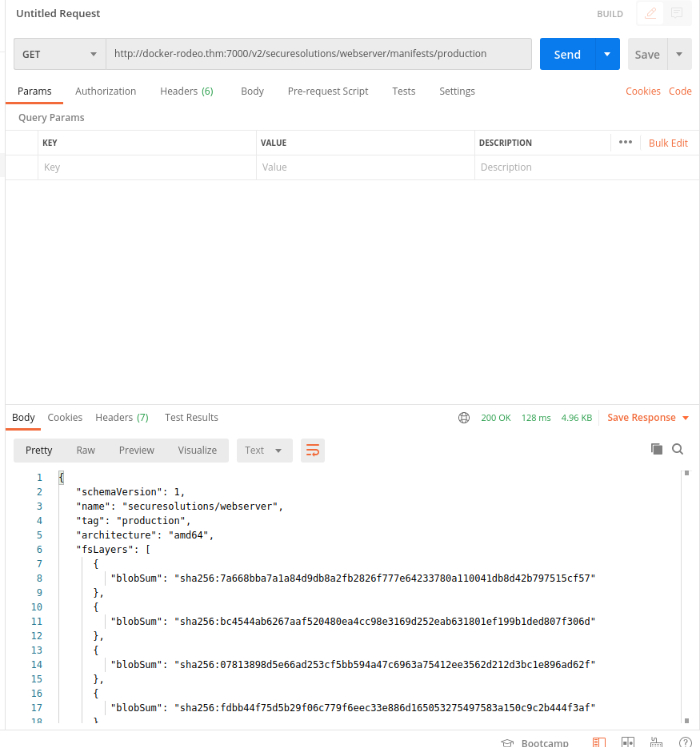 Untitled Request BUILD
GET http://docker-rodeo.thm:7000/v2/securesolutions/webserver/manifests/production Send Save
Params Authorization Headers (6) Body Pre-request Script Tests Settings Cookies Code
Query Params
KEY VALUE DESCRIPTION ••• Bulk Edit
Key Value Description
Body Cookies Headers (7) Test Results 200 OK 128 ms 4.96 KB Save Response
Pretty Raw Preview Visualize Text
1 {
2 "schemaVersion": 1,
3 "name": "securesolutions/webserver",
4 "tag": "production",
5 "architecture": "amd64",
6 "fsLayers": [
7 {
8 "blobSum": "sha256:7a668bba7a1a84d9db8a2fb2826f777e64233780a110041db8d42b797515cf57"
9 },
10 {
11 "blobSum": "sha256:bc4544ab6267aaf520480ea4cc98e3169d252eab631801ef199b1ded807f306d"
12 },
13 {
14 "blobSum": "sha256:07813898d5e66ad253cf5bb594a47c6963a75412ee3562d212d3bc1e896ad62f"
15 },
16 {
17 "blobSum": "sha256:fdbb44f75d5b29f06c779f6eec33e886d165053275497583a150c9c2b444f3af"
18 }
Bootcamp